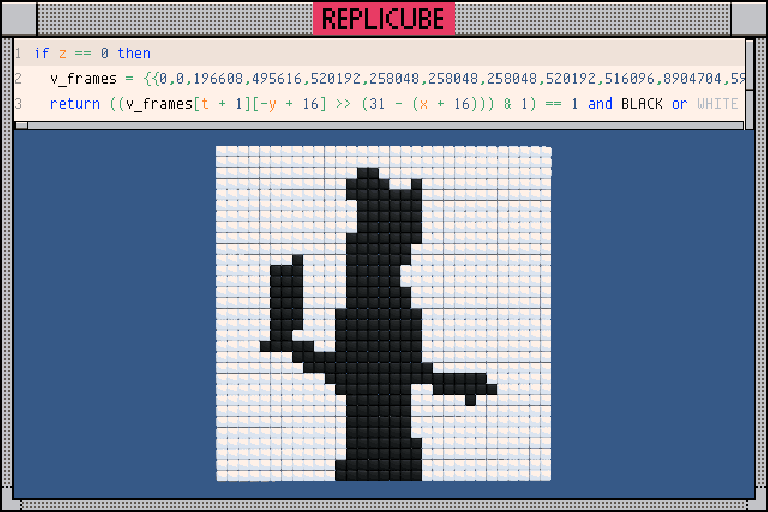 REPLICUBE
1 if z == 0 then
2 v_frames = {{0,0,196608,495616,520192,258048,258048,258048,520192,516096,8904704,59
3 return ((v_frames[t + 1][-y + 16] >> (31 - (x + 16))) & 1) == 1 and BLACK or WHITE